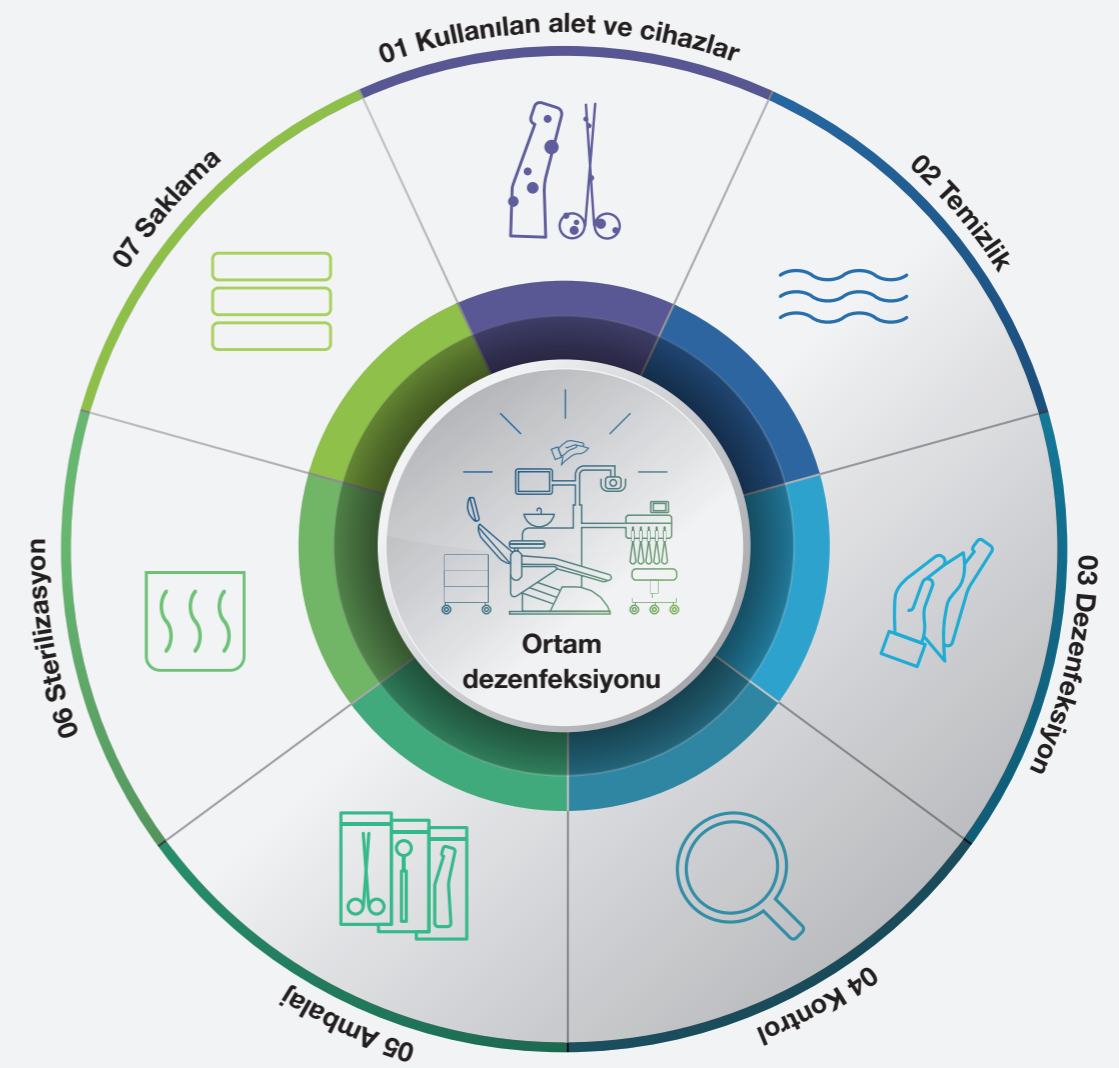 01 Kullanılan alet ve cihazlar
02 Temizlik
03 Dezenfeksiyon
04 Kontrol
05 Ambalaj
06 Sterilizasyon
07 Saklama
Ortam
dezenfeksiyonu